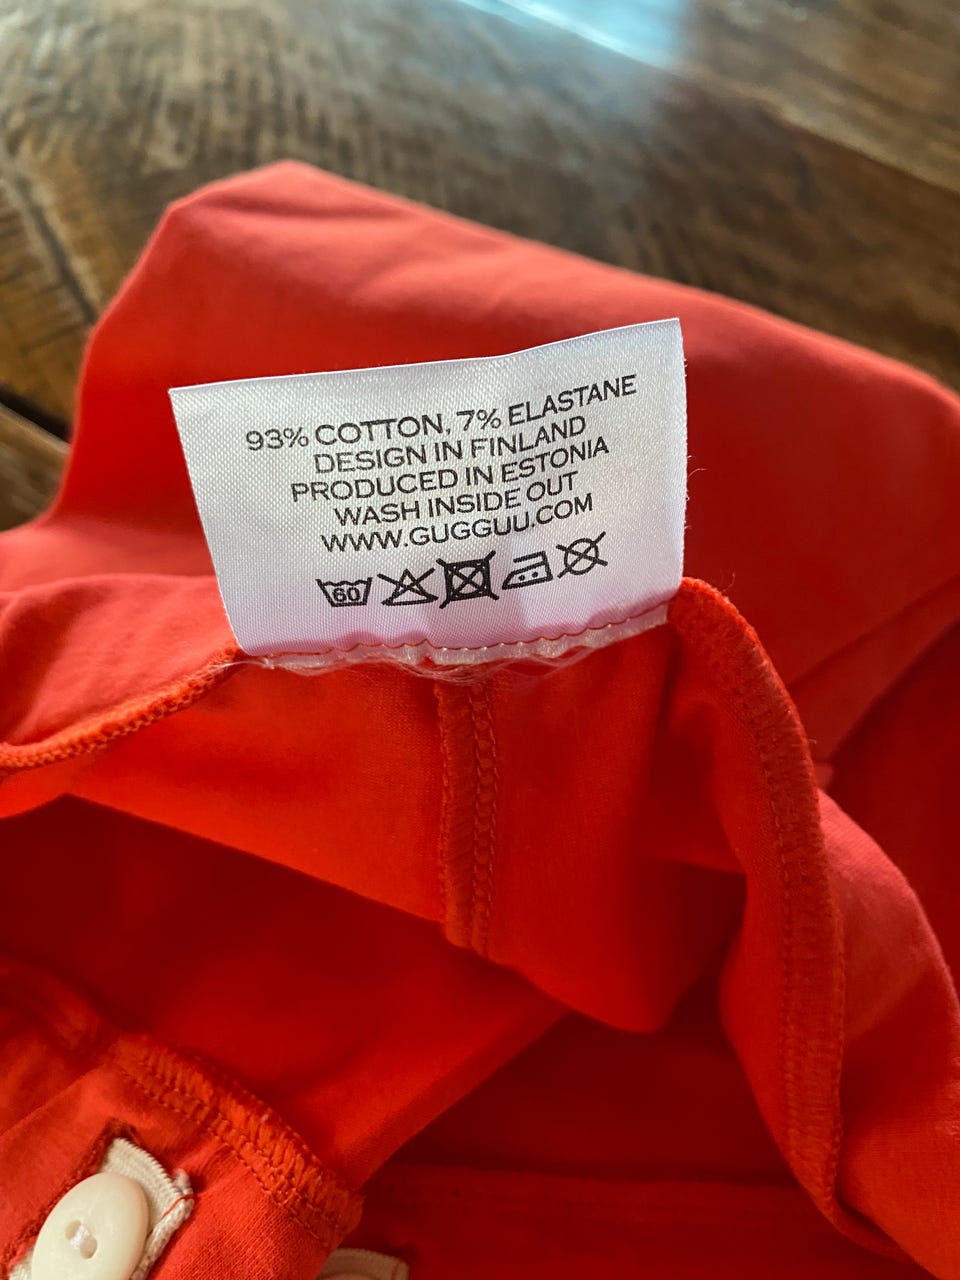 93% COTTON, 7% ELASTANE
DESIGN IN FINLAND
PRODUCED IN ESTONIA
WASH INSIDE OUT
WWW.GUGGUU.COM
60